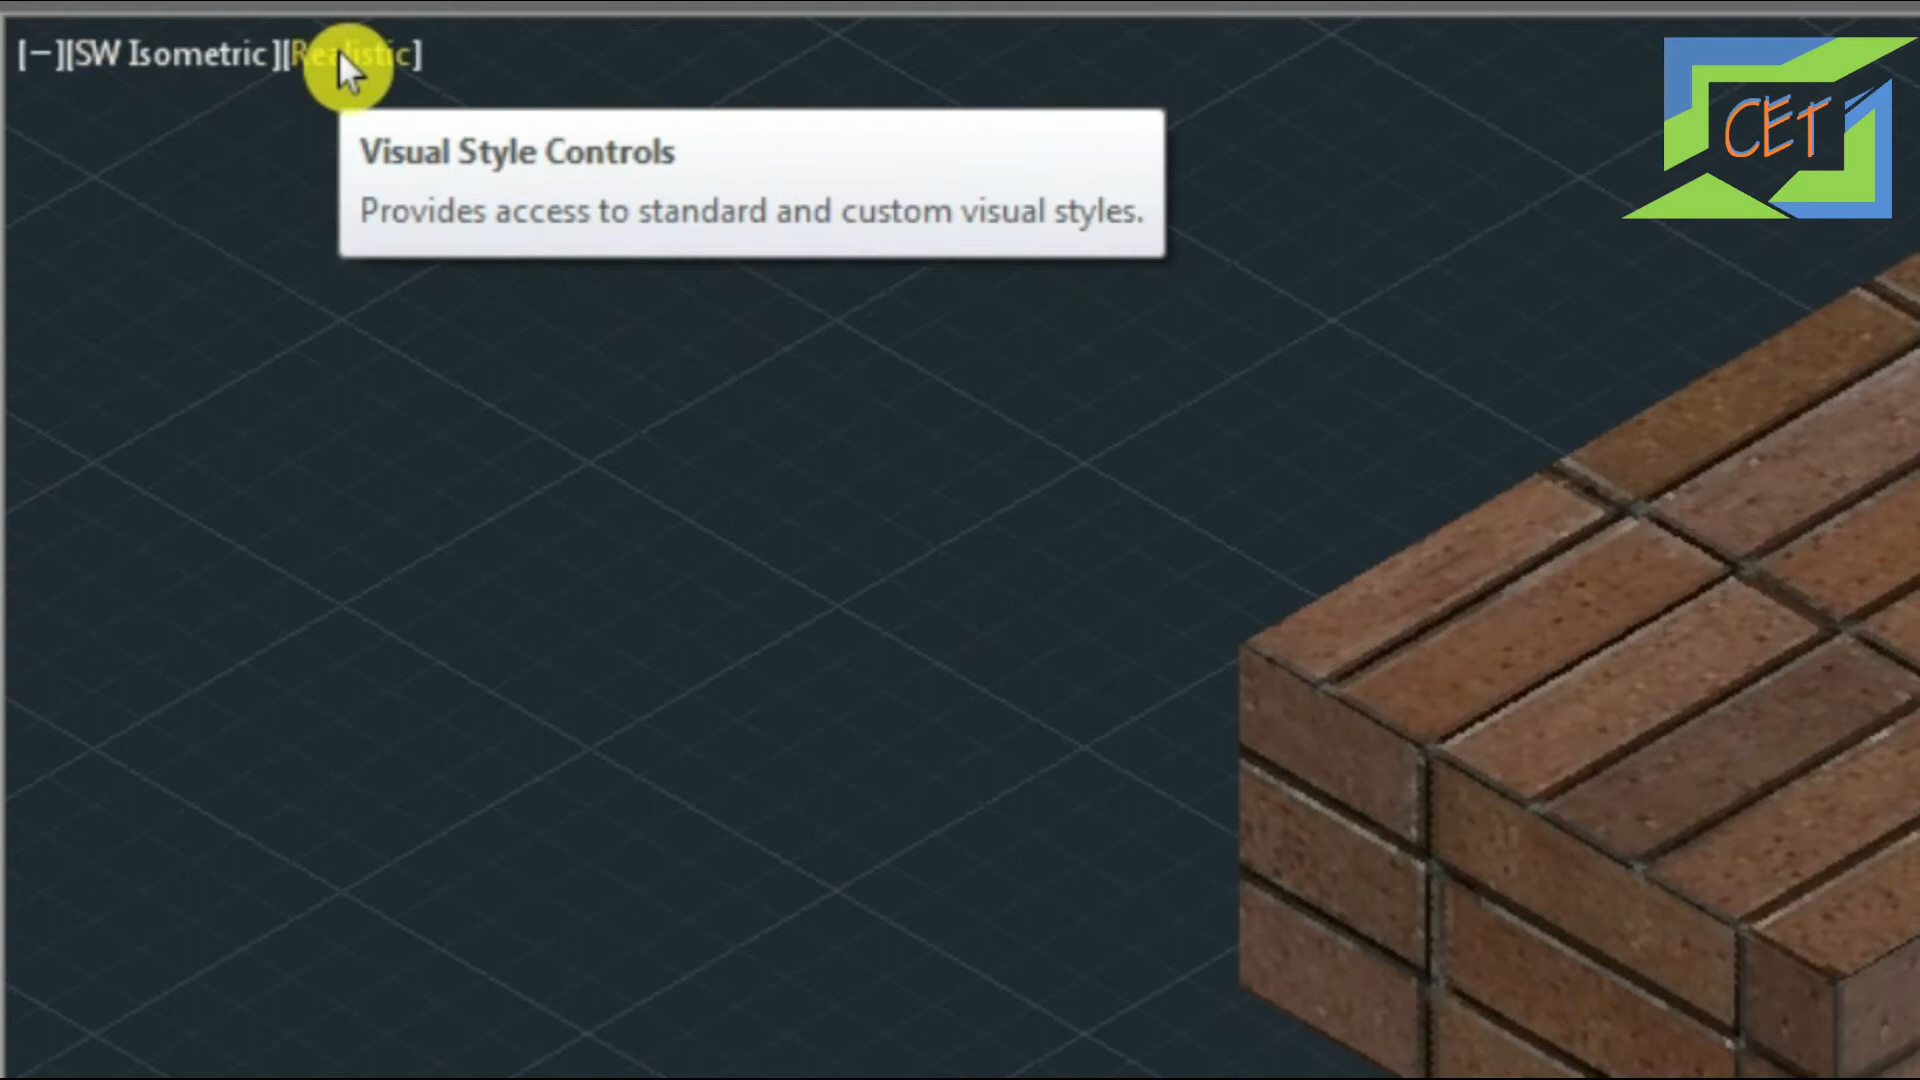 [−][SW Isometric][Realistic]
CET
Visual Style Controls
Provides access to standard and custom visual styles.